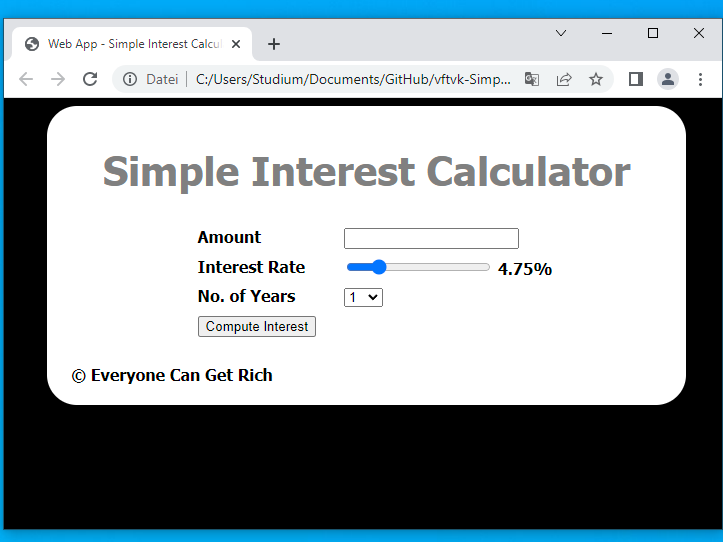 Web App - Simple Interest Calcul
Datei
C:/Users/Studium/Documents/GitHub/vftvk-Simp...
Simple Interest Calculator
Amount
Interest Rate 4.75%
No. of Years 1
Compute Interest
© Everyone Can Get Rich